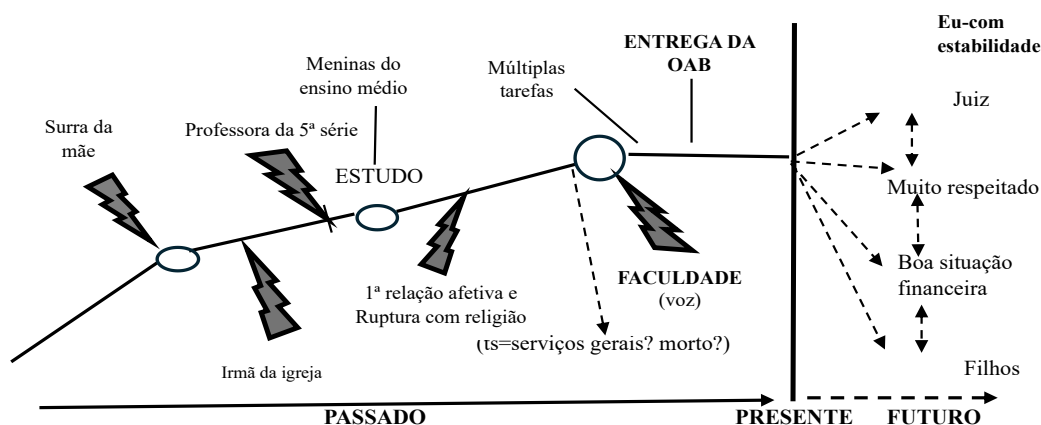 Eu-com
estabilidade
ENTREGA DA
OAB
Meninas do
ensino médio
Múltiplas
tarefas
Juiz
Surra da
mãe
Professora da 5ª série
ESTUDO
Muito respeitado
Boa situação
financeira
FACULDADE
(voz)
1ª relação afetiva e
Ruptura com religião
(ts=serviços gerais? morto?)
Irmã da igreja
Filhos
PASSADO
PRESENTE
FUTURO